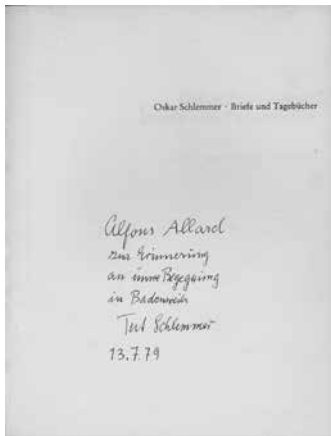 Oskar Schlemmer · Briefe und Tagebücher
Alfons Allard
zur Erinnerung
an unsere Begegnung
in Badenweiler
Tut Schlemmer
13.7.79